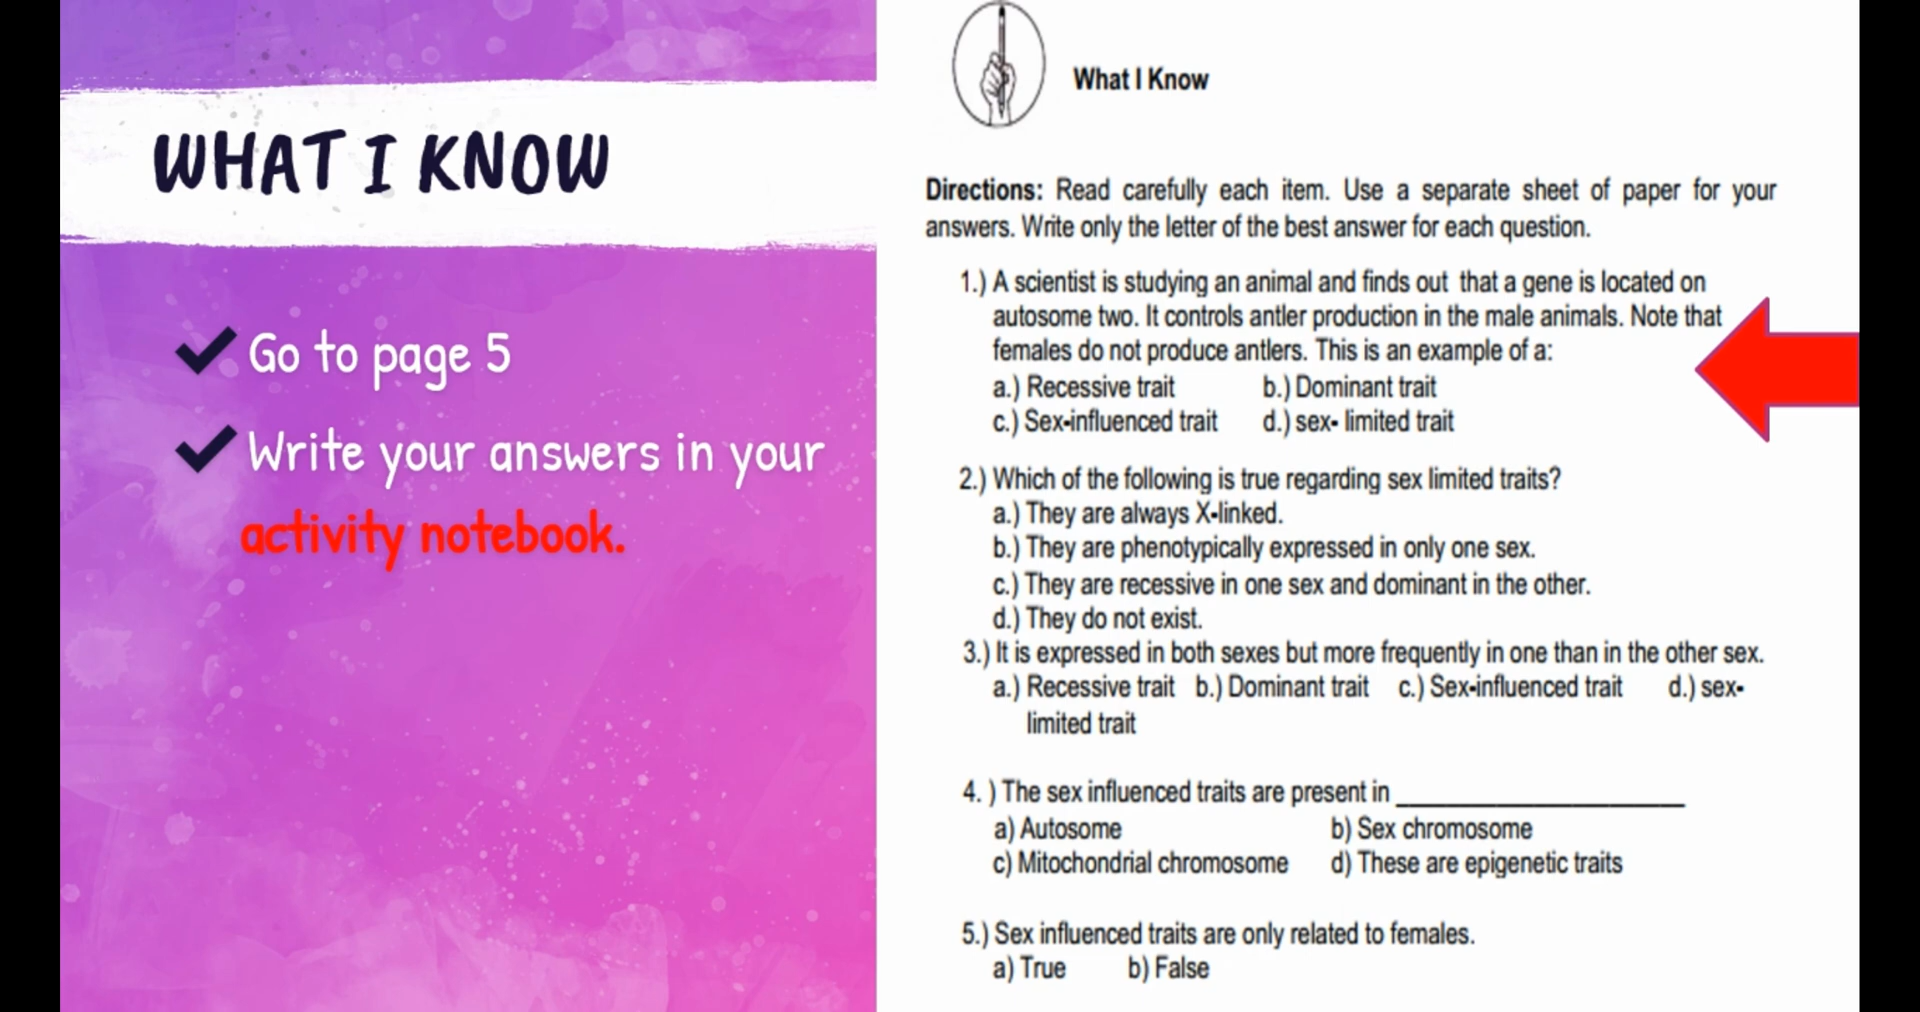 WHAT I KNOW
Go to page 5
Write your answers in your
activity notebook.
What I Know
Directions: Read carefully each item. Use a separate sheet of paper for your
answers. Write only the letter of the best answer for each question.
1.) A scientist is studying an animal and finds out that a gene is located on
autosome two. It controls antler production in the male animals. Note that
females do not produce antlers. This is an example of a:
a.) Recessive trait b.) Dominant trait
c.) Sex-influenced trait d.) sex- limited trait
2.) Which of the following is true regarding sex limited traits?
a.) They are always X-linked.
b.) They are phenotypically expressed in only one sex.
c.) They are recessive in one sex and dominant in the other.
d.) They do not exist.
3.) It is expressed in both sexes but more frequently in one than in the other sex.
a.) Recessive trait b.) Dominant trait c.) Sex-influenced trait d.) sex-
limited trait
4. ) The sex influenced traits are present in ____________________
a) Autosome b) Sex chromosome
c) Mitochondrial chromosome d) These are epigenetic traits
5.) Sex influenced traits are only related to females.
a) True b) False